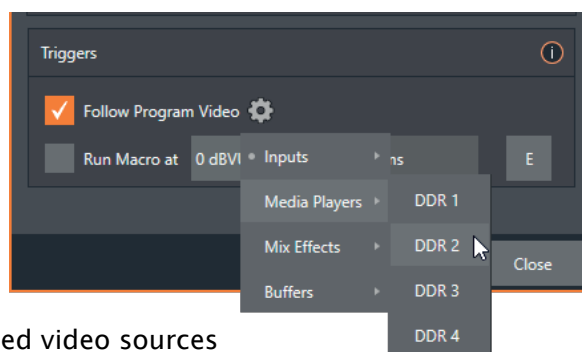 Triggers
Follow Program Video
Run Macro at 0 dBVU ns E
Inputs
Media Players DDR 1
Mix Effects DDR 2
Close
Buffers DDR 3
DDR 4
ed video sources